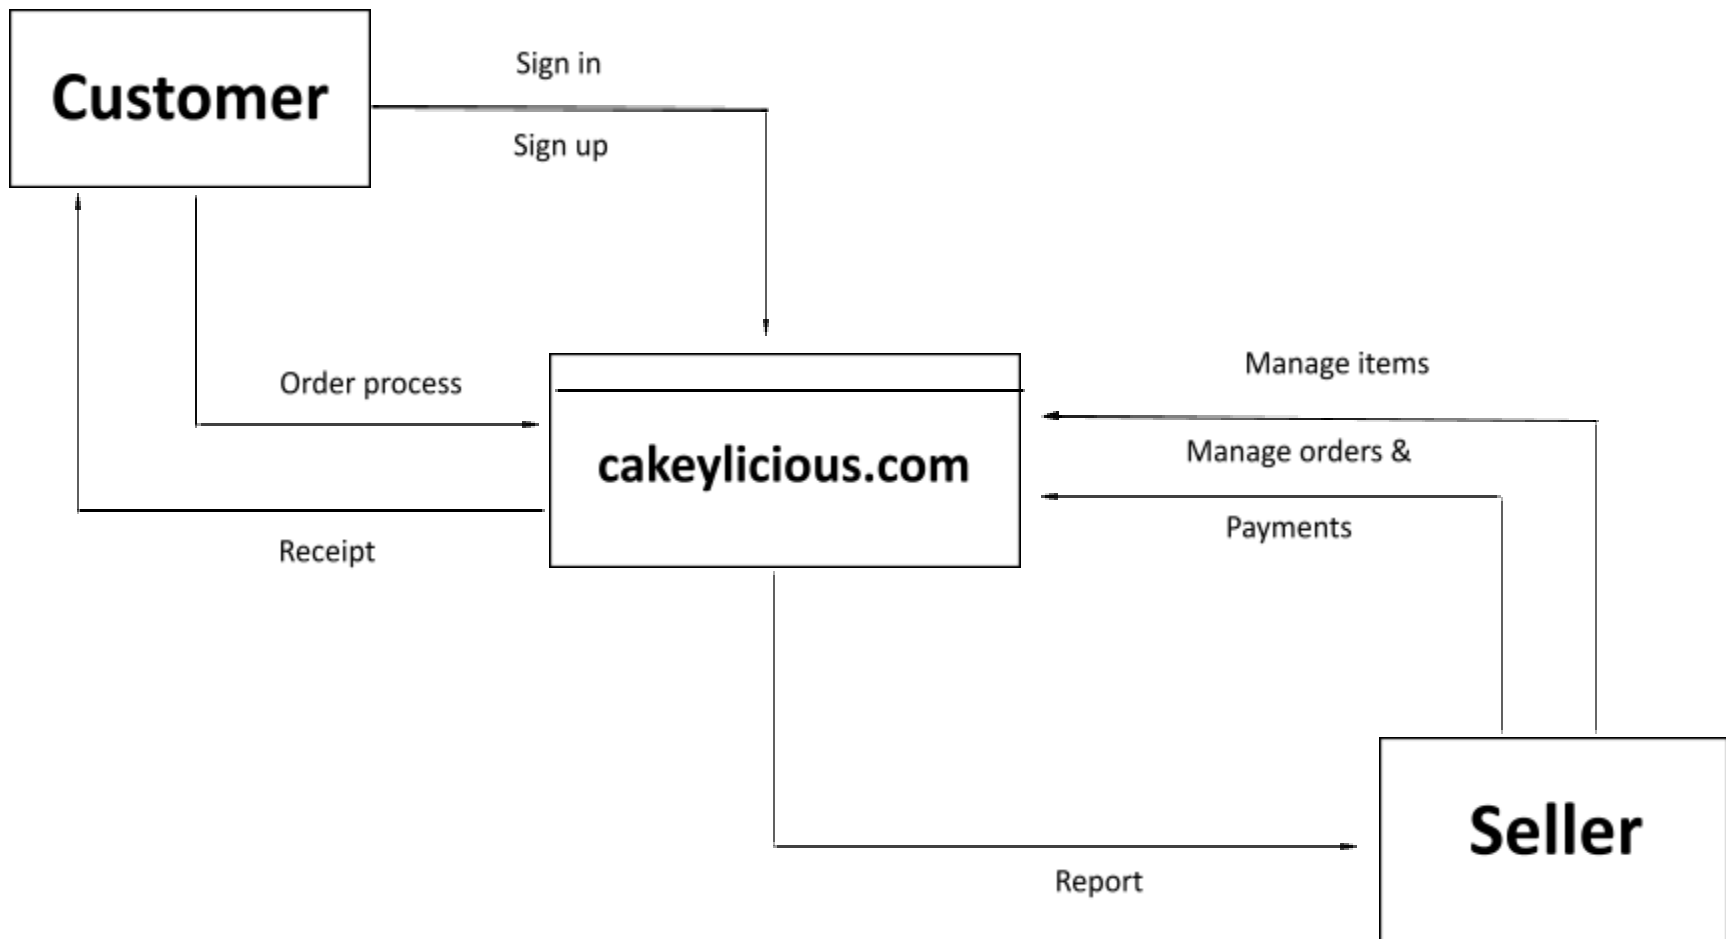 Customer
Sign in
Sign up
Order process
Receipt
cakeylicious.com
Manage items
Manage orders &
Payments
Report
Seller